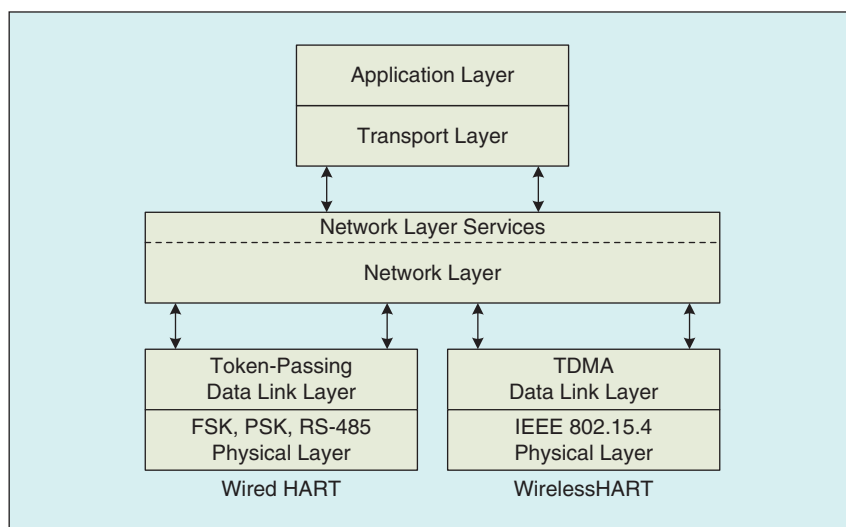 Application Layer
Transport Layer
Network Layer Services
Network Layer
Token-Passing
Data Link Layer
FSK, PSK, RS-485
Physical Layer
Wired HART
TDMA
Data Link Layer
IEEE 802.15.4
Physical Layer
WirelessHART